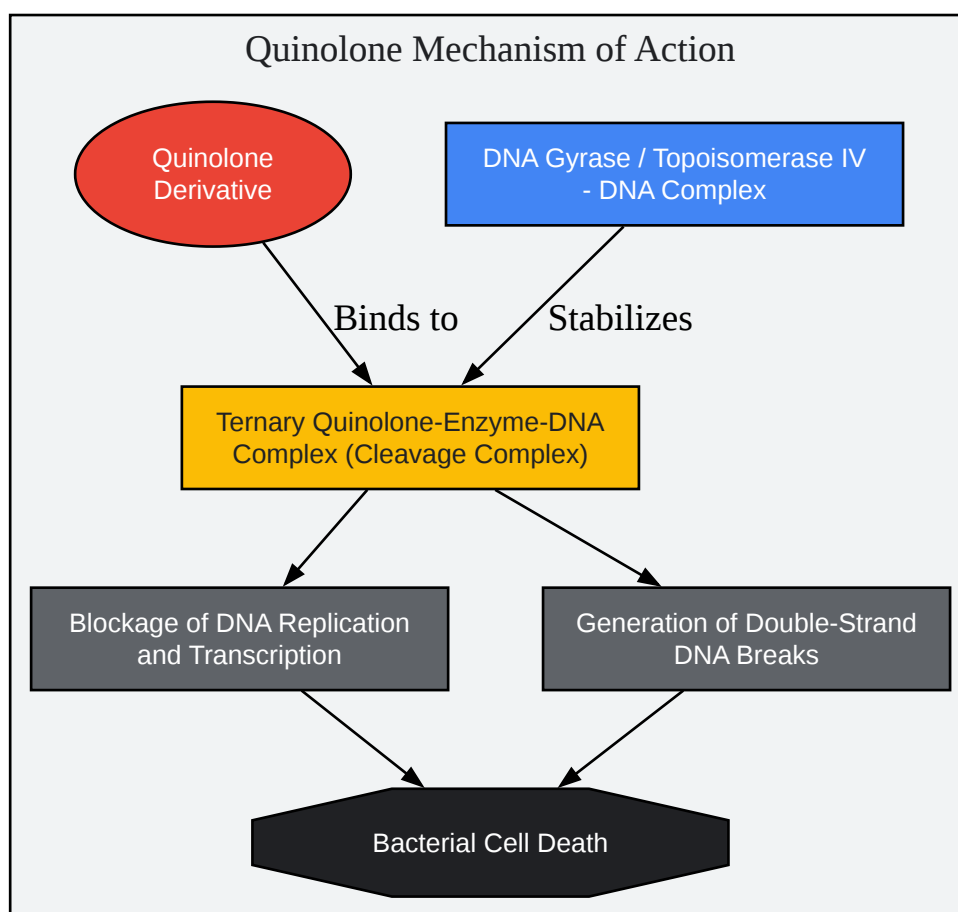 Quinolone Mechanism of Action
Quinolone
Derivative
DNA Gyrase / Topoisomerase IV
- DNA Complex
Binds to
Stabilizes
Ternary Quinolone-Enzyme-DNA
Complex (Cleavage Complex)
Blockage of DNA Replication
and Transcription
Generation of Double-Strand
DNA Breaks
Bacterial Cell Death